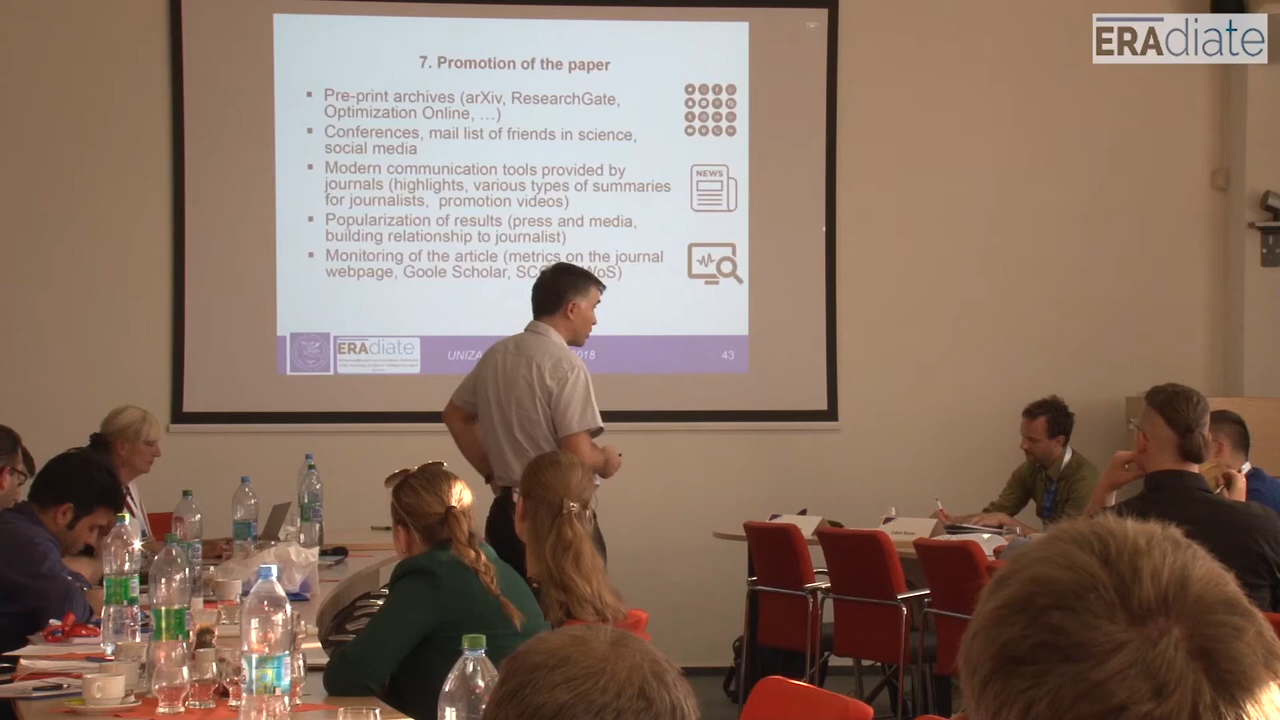 ERAdiate
7. Promotion of the paper
▪ Pre-print archives (arXiv, ResearchGate,
Optimization Online, …)
▪ Conferences, mail list of friends in science,
social media
▪ Modern communication tools provided by
journals (highlights, various types of summaries
for journalists, promotion videos)
▪ Popularization of results (press and media,
building relationship to journalist)
▪ Monitoring of the article (metrics on the journal
webpage, Goole Scholar, WoS)
NEWS
ERAdiate
UNIZA 2018
43